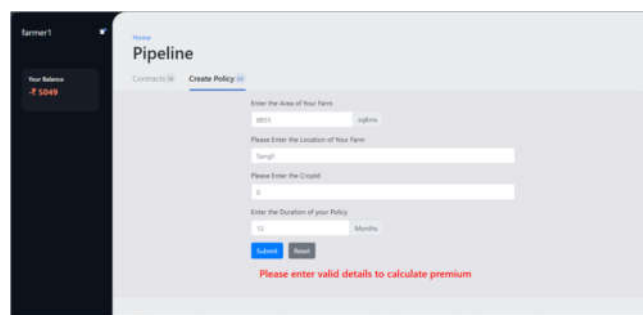 farmer1
Home
Pipeline
Your Balance
-₹ 5049
Contracts
Create Policy
Enter the Area of Your Farm
sqkms
Please Enter the Location of Your Farm
Sangli
Please Enter the CropId
0
Enter the Duration of your Policy
12
Months
Submit
Reset
Please enter valid details to calculate premium